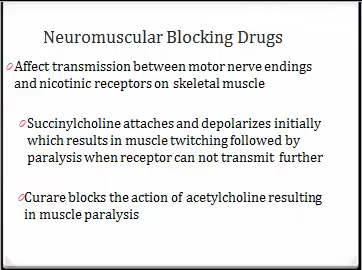 Neuromuscular Blocking Drugs
Affect transmission between motor nerve endings
and nicotinic receptors on skeletal muscle
Succinylcholine attaches and depolarizes initially
which results in muscle twitching followed by
paralysis when receptor can not transmit further
Curare blocks the action of acetylcholine resulting
in muscle paralysis